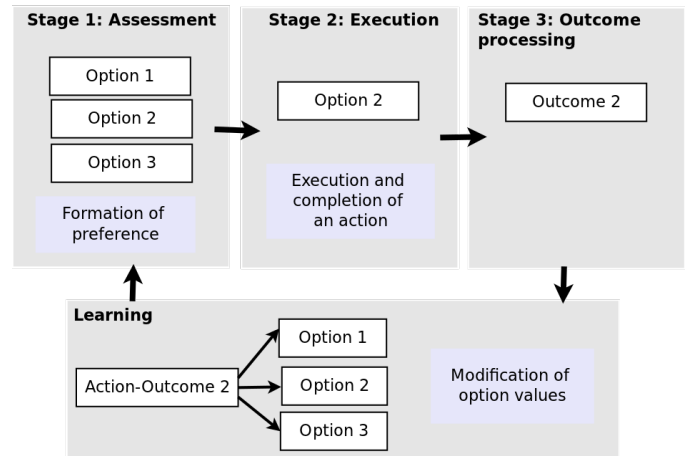 Stage 1: Assessment
Option 1
Option 2
Option 3
Formation of
preference
Stage 2: Execution
Option 2
Execution and
completion of
an action
Stage 3: Outcome
processing
Outcome 2
Learning
Action-Outcome 2
Option 1
Option 2
Option 3
Modification of
option values